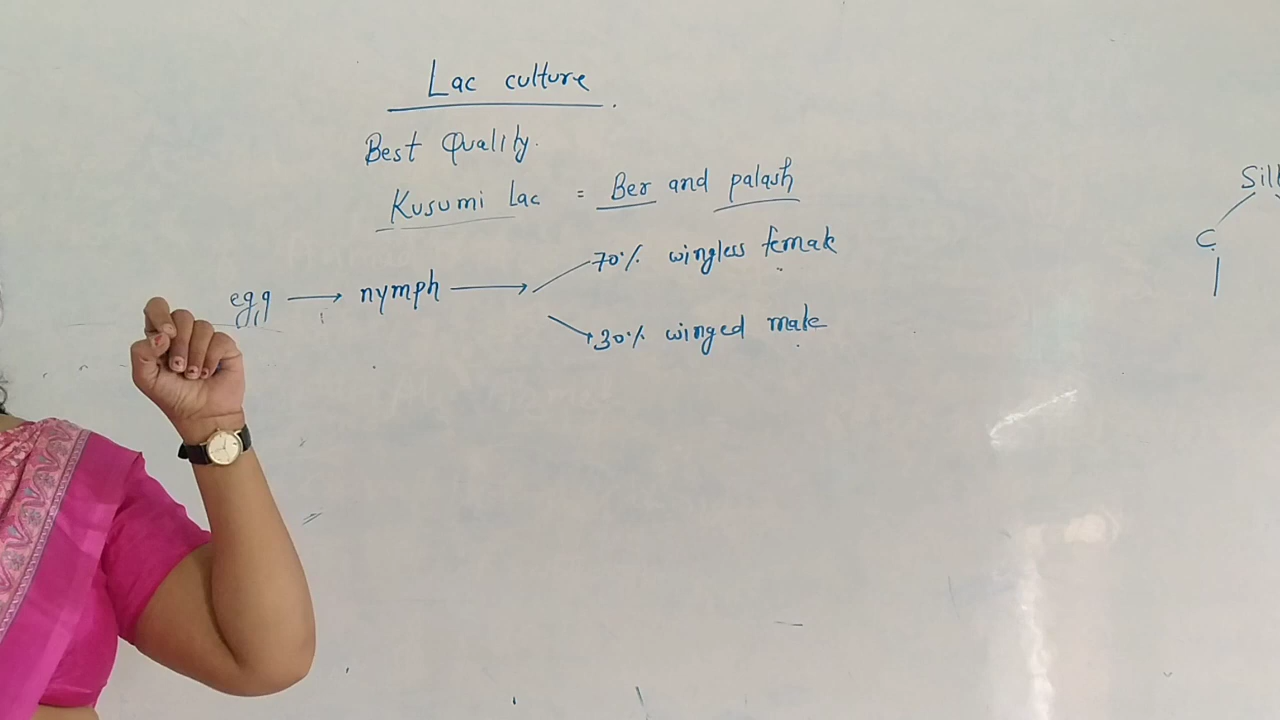 Lac culture.
Best Quality.
Kusumi Lac = Ber and palash
egg → nymph →
70% wingless female
30% winged male
Sil
C